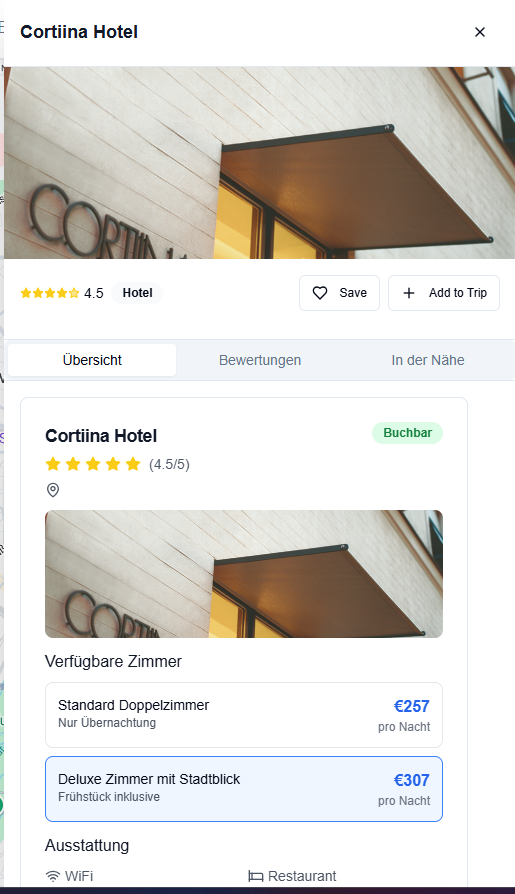 Cortiina Hotel
4.5 Hotel
Save
Add to Trip
Übersicht
Bewertungen
In der Nähe
Cortiina Hotel
Buchbar
(4.5/5)
Verfügbare Zimmer
Standard Doppelzimmer
Nur Übernachtung
€257
pro Nacht
Deluxe Zimmer mit Stadtblick
Frühstück inklusive
€307
pro Nacht
Ausstattung
WiFi
Restaurant